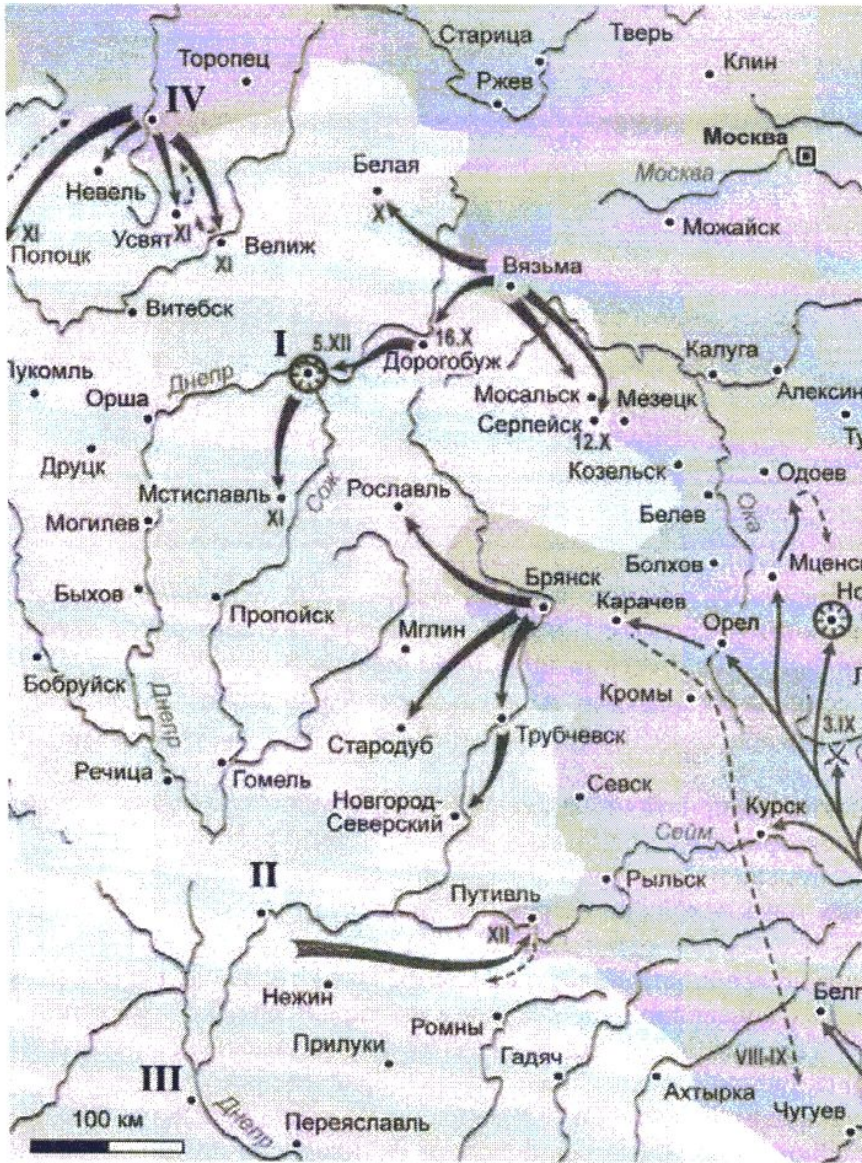 Торопец
Старица
Тверь
Клин
Ржев
IV
Москва
Москва
Белая
X
Невель
Усвят
XI
XI
Полоцк
Велиж
XI
Можайск
Вязьма
Витебск
I
5.XII
16.X
Дорогобуж
Калуга
Днепр
Орша
Мосальск
Мезецк
Алексин
Серпейск
12.X
Друцк
Козельск
Одоев
Мстиславль
XI
Сож
Рославль
Могилев
Белев
Ока
Болхов
Быхов
Пропойск
Брянск
Карачев
Орел
Мглин
Бобруйск
Днепр
Кромы
3.IX
Стародуб
Трубчевск
Речица
Гомель
Новгород-
Северский
Севск
Курск
Сейм
II
Путивль
Рыльск
XII
Нежин
Ромны
Прилуки
Гадяч
VIII-IX
III
Ахтырка
100 км
Днепр
Переяславль
Чугуев